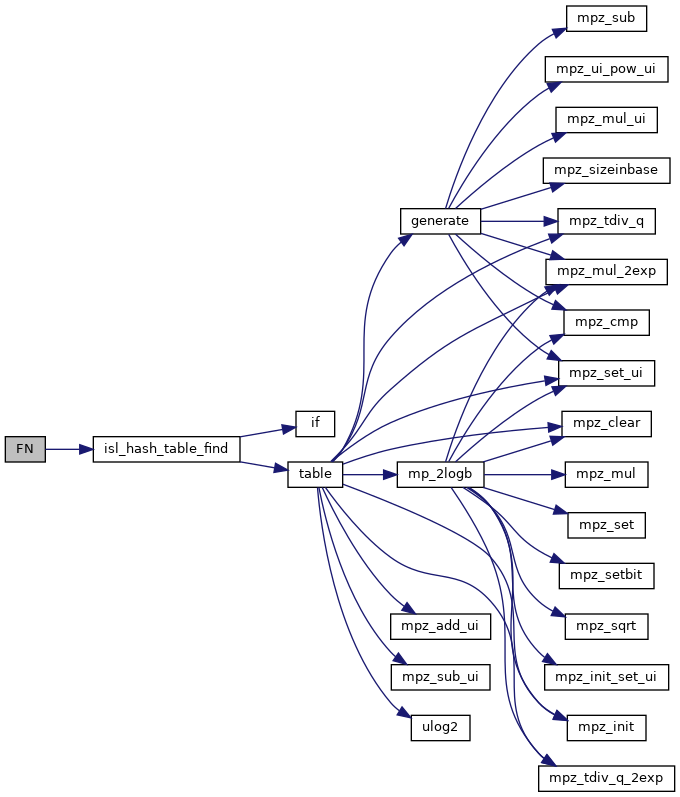 mpz_sub
mpz_ui_pow_ui
mpz_mul_ui
mpz_sizeinbase
generate
mpz_tdiv_q
mpz_mul_2exp
mpz_cmp
mpz_set_ui
if
mpz_clear
FN
isl_hash_table_find
table
mp_2logb
mpz_mul
mpz_set
mpz_setbit
mpz_add_ui
mpz_sqrt
mpz_sub_ui
mpz_init_set_ui
ulog2
mpz_init
mpz_tdiv_q_2exp